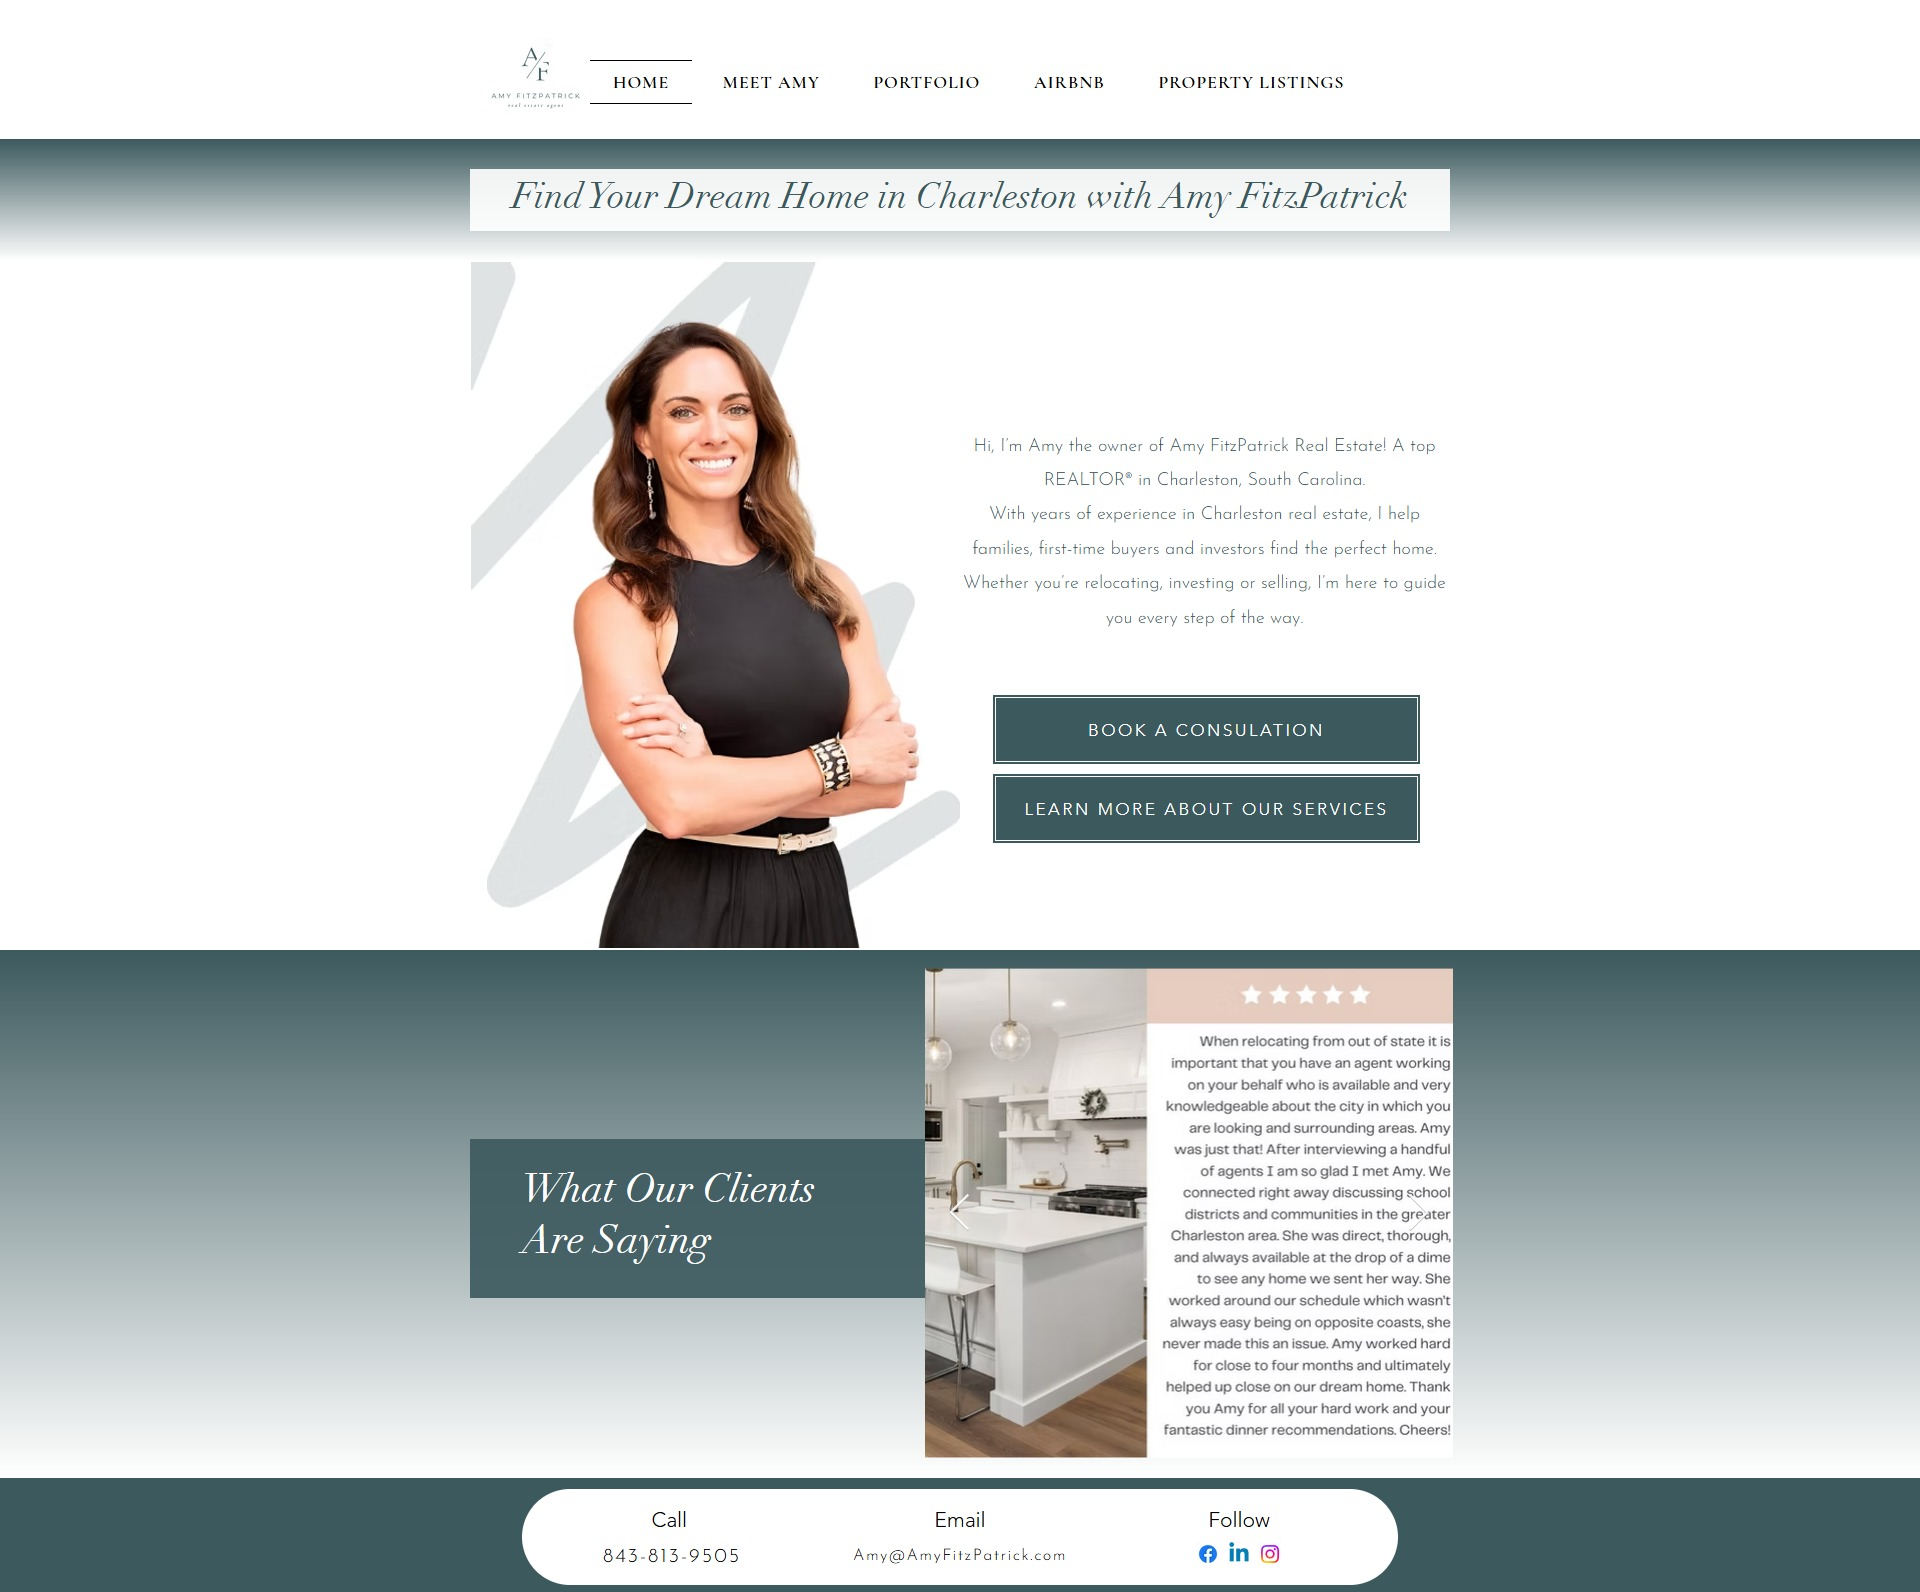 A/F
AMY FITZPATRICK
real estate agent
HOME
MEET AMY
PORTFOLIO
AIRBNB
PROPERTY LISTINGS
Find Your Dream Home in Charleston with Amy FitzPatrick
Hi, I'm Amy the owner of Amy FitzPatrick Real Estate! A top
REALTOR® in Charleston, South Carolina.
With years of experience in Charleston real estate, I help
families, first-time buyers and investors find the perfect home.
Whether you're relocating, investing or selling, I'm here to guide
you every step of the way.
BOOK A CONSULATION
LEARN MORE ABOUT OUR SERVICES
What Our Clients
Are Saying
When relocating from out of state it is
important that you have an agent working
on your behalf who is available and very
knowledgeable about the city in which you
are looking and surrounding areas. Amy
was just that! After interviewing a handful
of agents I am so glad I met Amy. We
connected right away discussing school
districts and communities in the greater
Charleston area. She was direct, thorough,
and always available at the drop of a dime
to see any home we sent her way. She
worked around our schedule which wasn't
always easy being on opposite coasts, she
never made this an issue. Amy worked hard
for close to four months and ultimately
helped up close on our dream home. Thank
you Amy for all your hard work and your
fantastic dinner recommendations. Cheers!
Call
843-813-9505
Email
Amy@AmyFitzPatrick.com
Follow